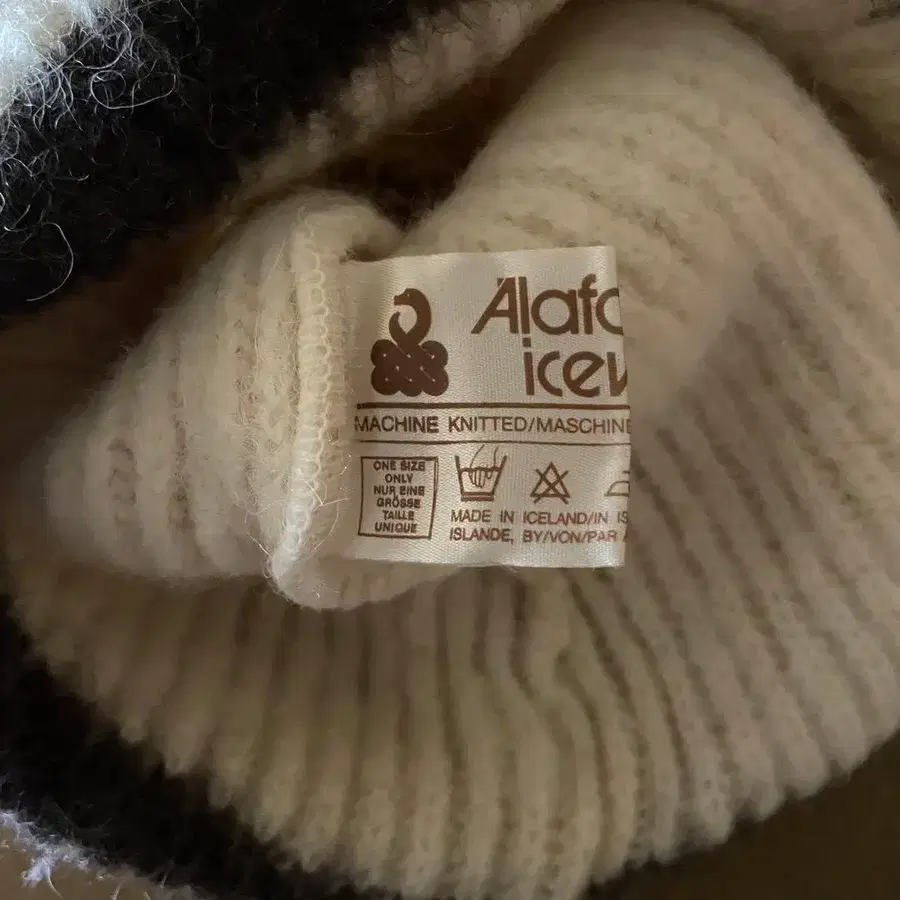 Álafo
icew
MACHINE KNITTED/MASCHINE
ONE SIZE
ONLY
NUR EINE
GRÖSSE
TAILLE
UNIQUE
MADE IN ICELAND/IN IS
ISLANDE, BY/VON/PAR